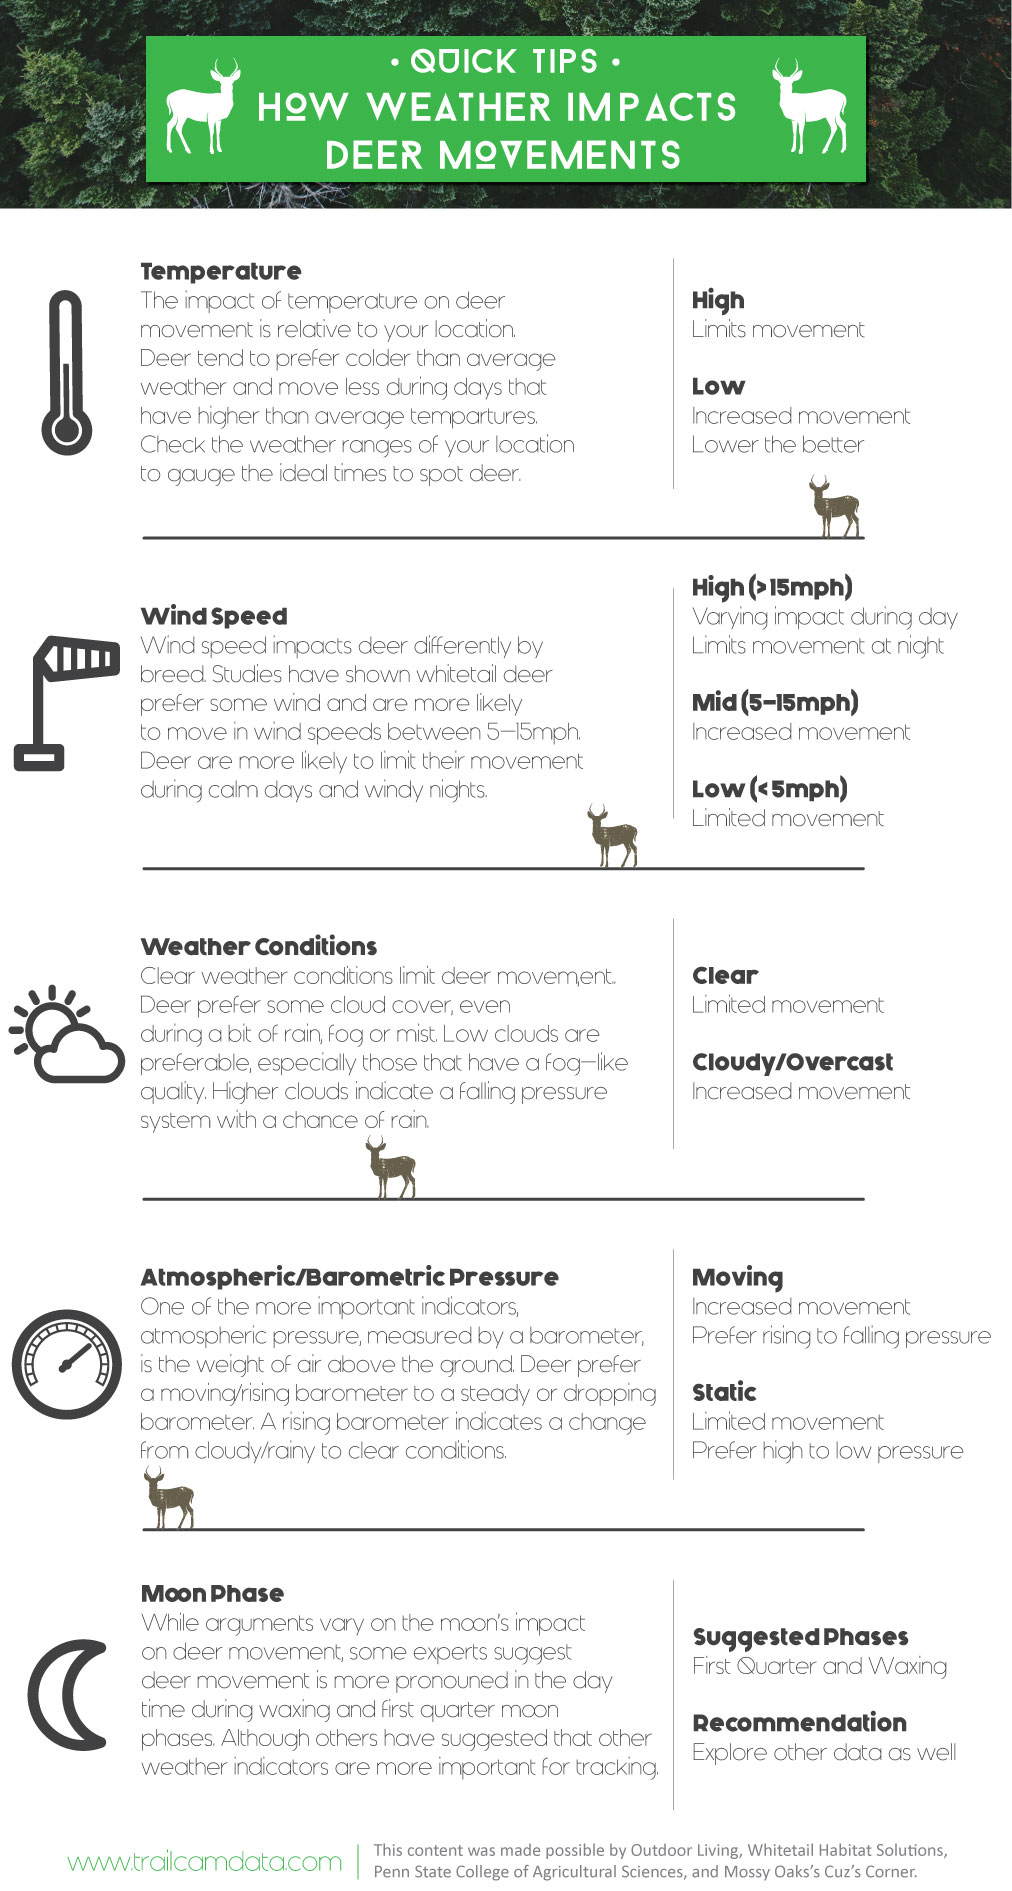 • QUICK TIPS •
HOW WEATHER IMPACTS
DEER MOVEMENTS
Temperature
The impact of temperature on deer
movement is relative to your location.
Deer tend to prefer colder than average
weather and move less during days that
have higher than average tempartures.
Check the weather ranges of your location
to gauge the ideal times to spot deer.
High
Limits movement
Low
Increased movement
Lower the better
Wind Speed
Wind speed impacts deer differently by
breed. Studies have shown whitetail deer
prefer some wind and are more likely
to move in wind speeds between 5-15mph.
Deer are more likely to limit their movement
during calm days and windy nights.
High (>15mph)
Varying impact during day
Limits movement at night
Mid (5-15mph)
Increased movement
Low (<5mph)
Limited movement
Weather Conditions
Clear weather conditions limit deer movem,ent..
Deer prefer some cloud cover, even
during a bit of rain, fog or mist. Low clouds are
preferable, especially those that have a fog-like
quality. Higher clouds indicate a falling pressure
system with a chance of rain.
Clear
Limited movement
Cloudy/Overcast
Increased movement
Atmospheric/Barometric Pressure
One of the more important indicators,
atmospheric pressure, measured by a barometer,
is the weight of air above the ground. Deer prefer
a moving/rising barometer to a steady or dropping
barometer. A rising barometer indicates a change
from cloudy/rainy to clear conditions.
Moving
Increased movement
Prefer rising to falling pressure
Static
Limited movement
Prefer high to low pressure
Moon Phase
While arguments vary on the moon's impact
on deer movement, some experts suggest
deer movement is more pronouned in the day
time during waxing and first quarter moon
phases. Although others have suggested that other
weather indicators are more important for tracking.
Suggested Phases
First Quarter and Waxing
Recommendation
Explore other data as well
www.trailcamdata.com
This content was made possible by Outdoor Living, Whitetail Habitat Solutions,
Penn State College of Agricultural Sciences, and Mossy Oaks's Cuz's Corner.